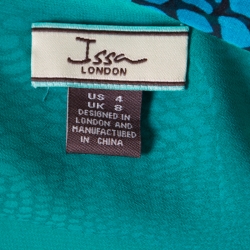 Issa
LONDON
US 4
UK 8
DESIGNED IN
LONDON AND
MANUFACTURED
IN CHINA